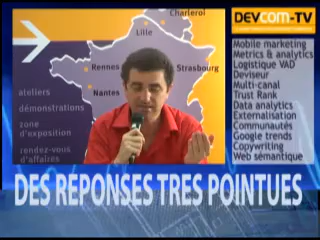 Charleroi
Lille
Rennes
Strasbourg
Nantes
ateliers
démonstrations
zone
d'exposition
rendez-vous
d'affaires
DEVCOM-TV
Mobile marketing
Metrics & analytics
Logistique VAD
Deviseur
Multi-canal
Trust Rank
Data analytics
Externalisation
Communautés
Google trends
Copywriting
Web sémantique
DES REPONSES TRES POINTUES